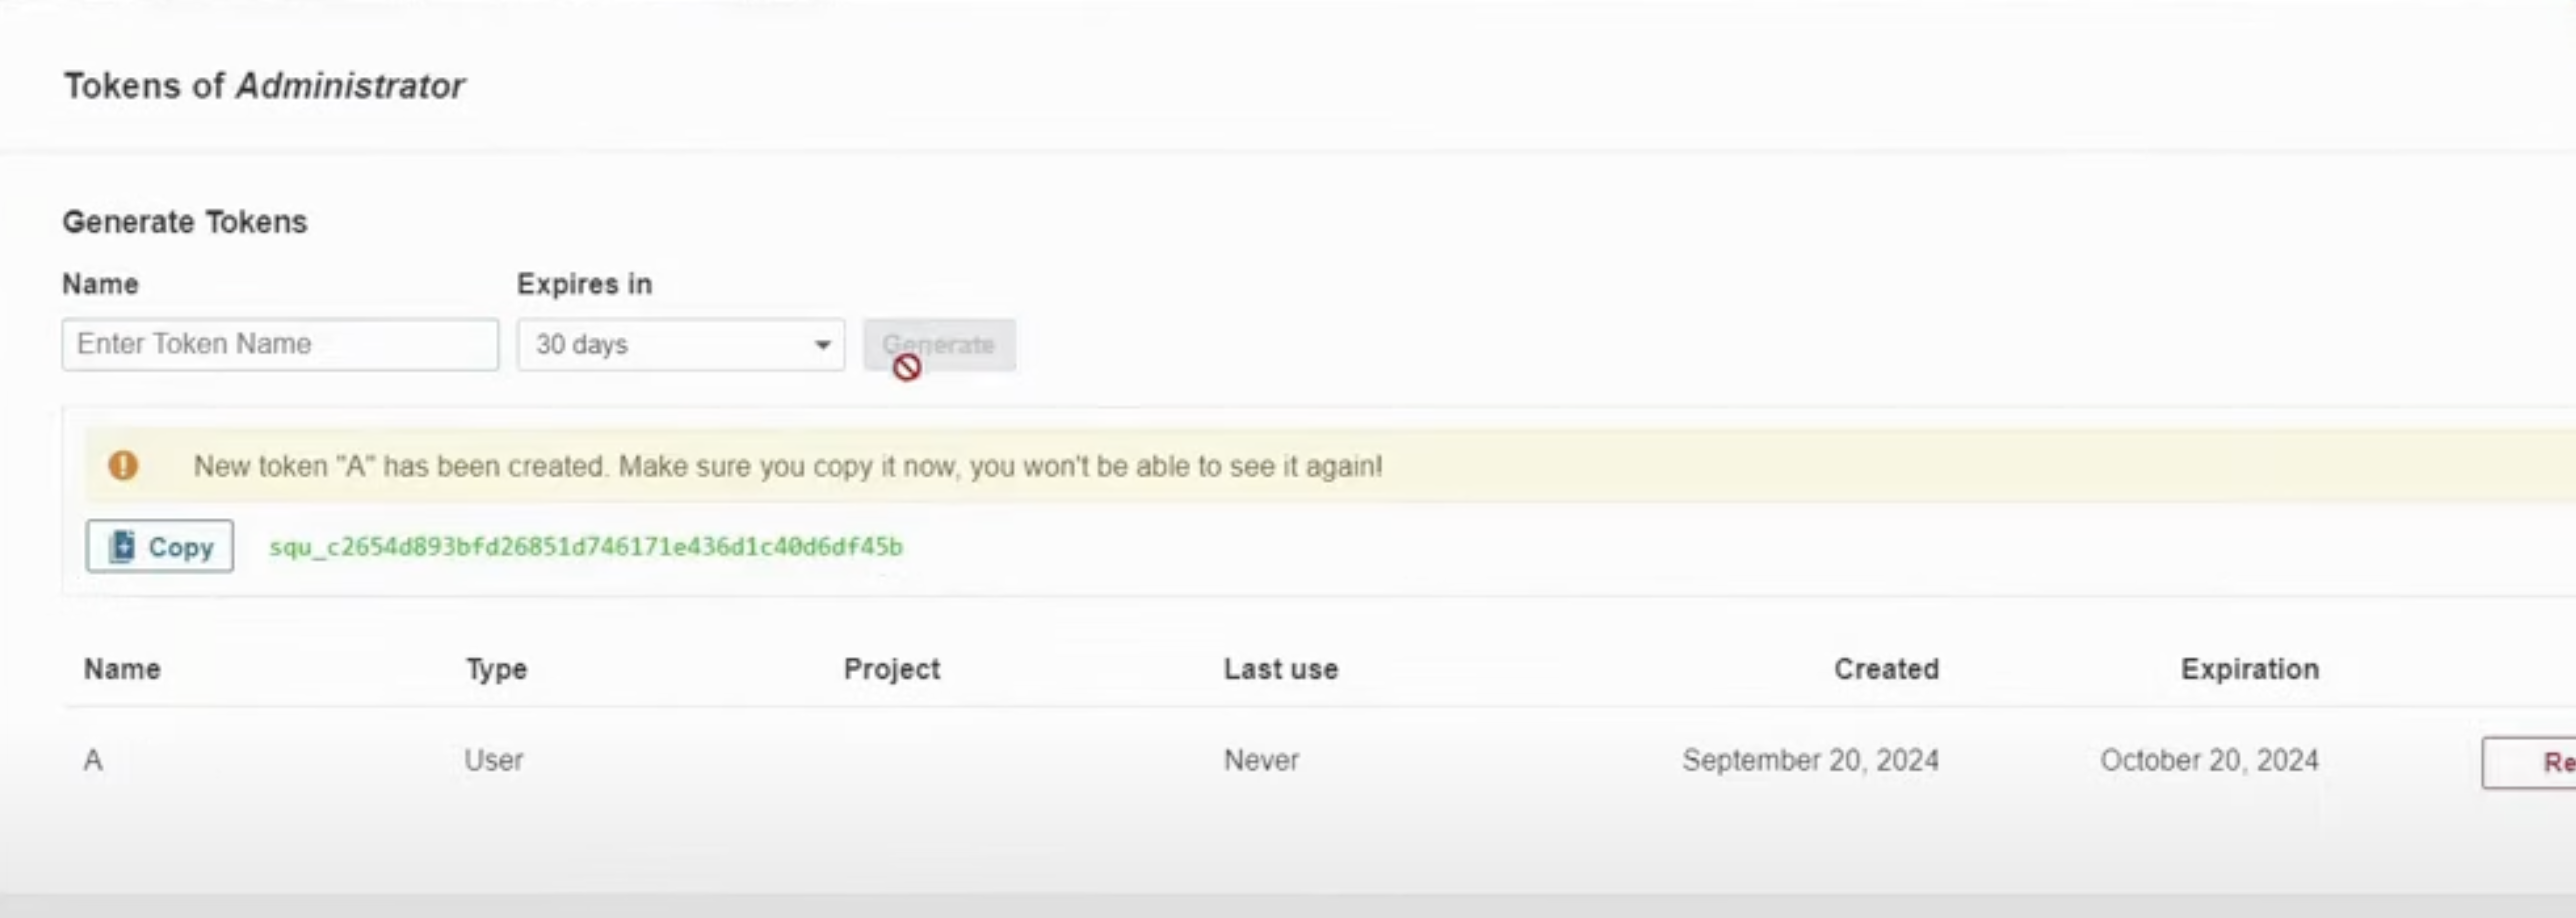 Tokens of Administrator
Generate Tokens
Name Expires in
Enter Token Name 30 days Generate
New token "A" has been created. Make sure you copy it now, you won't be able to see it again!
Copy squ_c2654d893bfd26851d746171e436d1c40d6df45b
Name Type Project Last use Created Expiration
A User Never September 20, 2024 October 20, 2024 Re